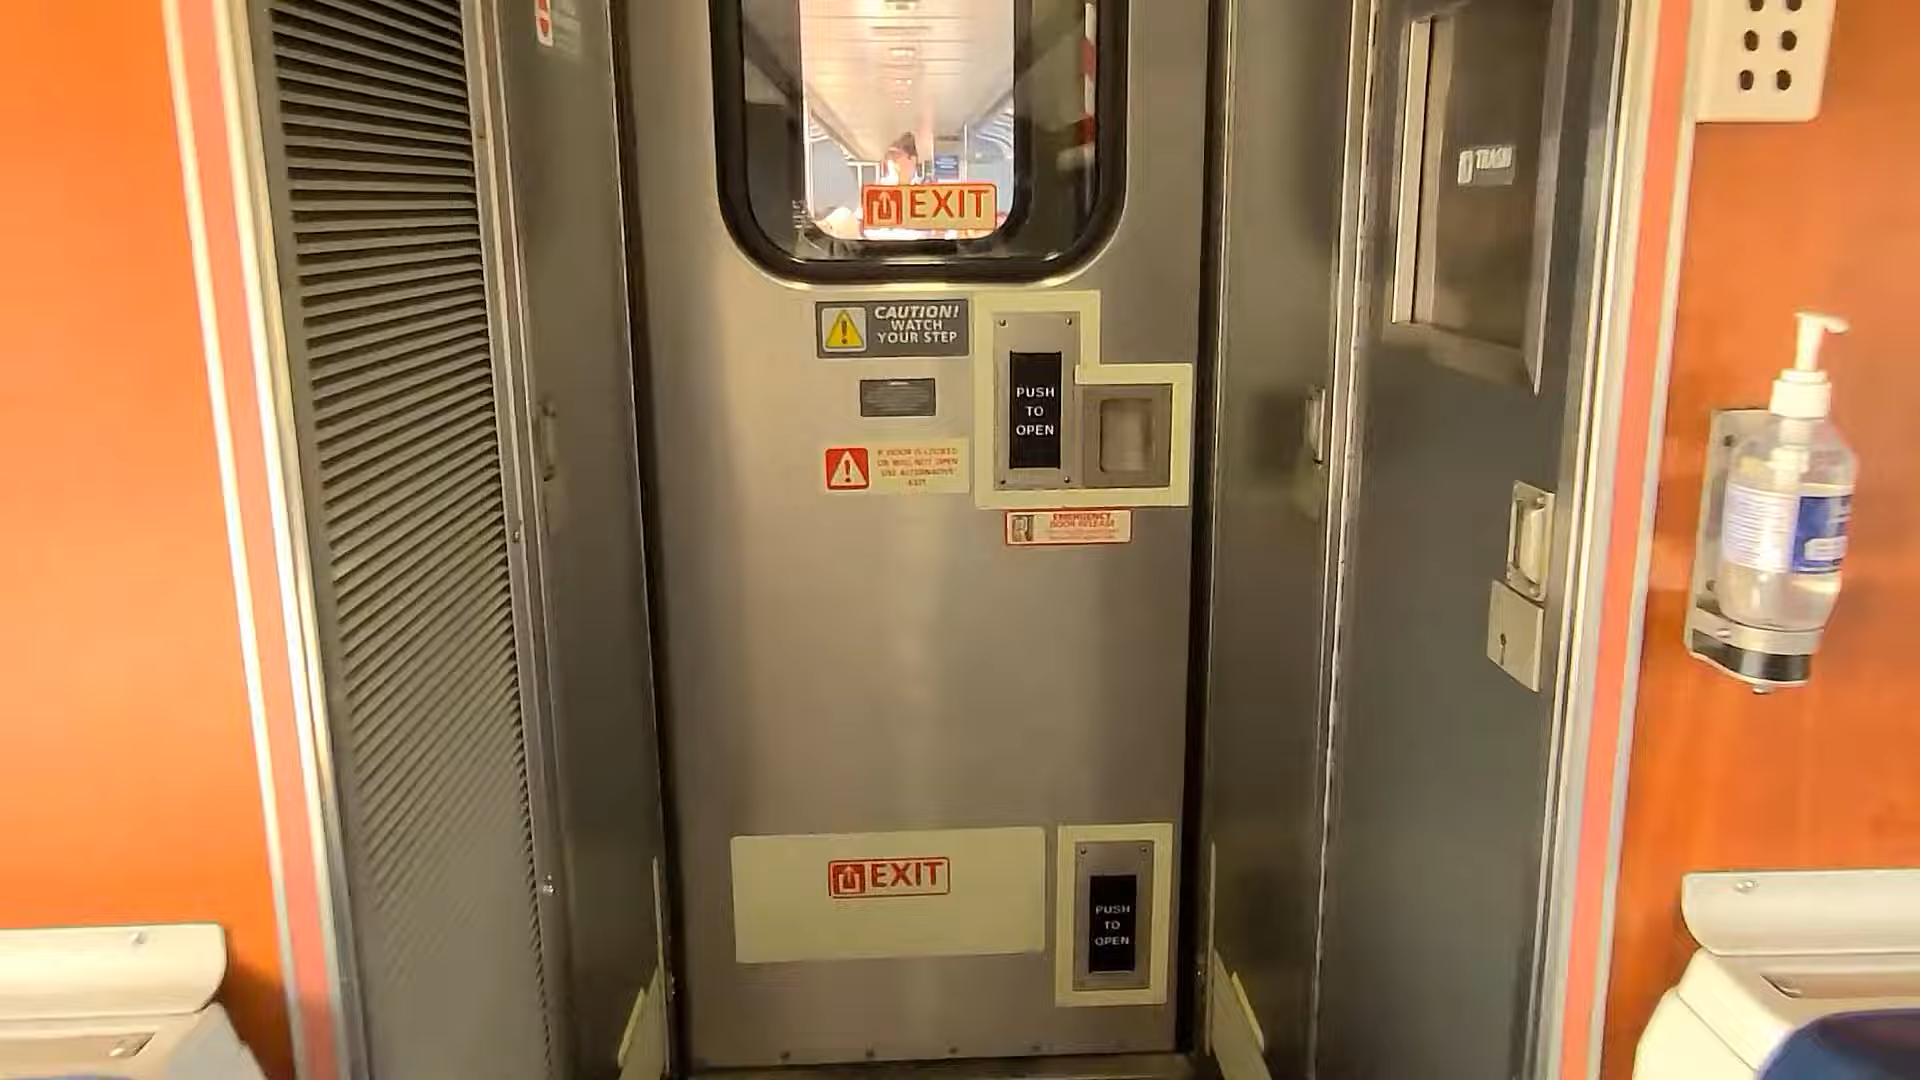 EXIT
TRASH
CAUTION!
WATCH
YOUR STEP
PUSH
TO
OPEN
IF DOOR IS LOCKED
OR WILL NOT OPEN
USE ALTERNATIVE
EXIT
EMERGENCY
DOOR RELEASE
EXIT
PUSH
TO
OPEN